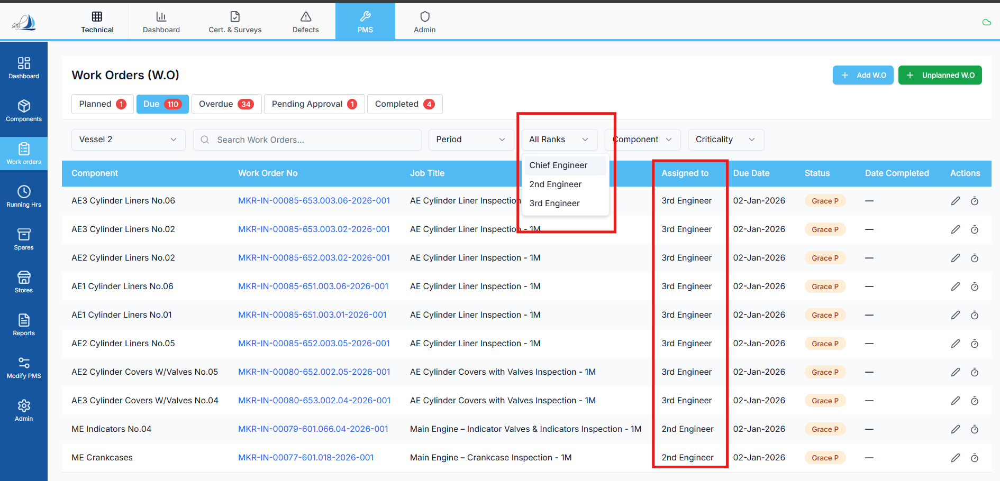 sail
Technical
Dashboard
Cert. & Surveys
Defects
PMS
Admin
Dashboard
Components
Work orders
Running Hrs
Spares
Stores
Reports
Modify PMS
Admin
Work Orders (W.O)
+ Add W.O
+ Unplanned W.O
Planned 1
Due 110
Overdue 34
Pending Approval 1
Completed 4
Vessel 2
Search Work Orders...
Period
All Ranks
Component
Criticality
Chief Engineer
2nd Engineer
3rd Engineer
Component Work Order No Job Title Assigned to Due Date Status Date Completed Actions
AE3 Cylinder Liners No.06 MKR-IN-00085-653.003.06-2026-001 AE Cylinder Liner Inspection 3rd Engineer 02-Jan-2026 Grace P —
AE3 Cylinder Liners No.02 MKR-IN-00085-653.003.02-2026-001 AE Cylinder Liner Inspection - 1M 3rd Engineer 02-Jan-2026 Grace P —
AE2 Cylinder Liners No.02 MKR-IN-00085-652.003.02-2026-001 AE Cylinder Liner Inspection - 1M 3rd Engineer 02-Jan-2026 Grace P —
AE1 Cylinder Liners No.06 MKR-IN-00085-651.003.06-2026-001 AE Cylinder Liner Inspection - 1M 3rd Engineer 02-Jan-2026 Grace P —
AE1 Cylinder Liners No.01 MKR-IN-00085-651.003.01-2026-001 AE Cylinder Liner Inspection - 1M 3rd Engineer 02-Jan-2026 Grace P —
AE2 Cylinder Liners No.05 MKR-IN-00085-652.003.05-2026-001 AE Cylinder Liner Inspection - 1M 3rd Engineer 02-Jan-2026 Grace P —
AE2 Cylinder Covers W/Valves No.05 MKR-IN-00080-652.002.05-2026-001 AE Cylinder Covers with Valves Inspection - 1M 3rd Engineer 02-Jan-2026 Grace P —
AE3 Cylinder Covers W/Valves No.04 MKR-IN-00080-653.002.04-2026-001 AE Cylinder Covers with Valves Inspection - 1M 3rd Engineer 02-Jan-2026 Grace P —
ME Indicators No.04 MKR-IN-00079-601.066.04-2026-001 Main Engine – Indicator Valves & Indicators Inspection - 1M 2nd Engineer 02-Jan-2026 Grace P —
ME Crankcases MKR-IN-00077-601.018-2026-001 Main Engine – Crankcase Inspection - 1M 2nd Engineer 02-Jan-2026 Grace P —